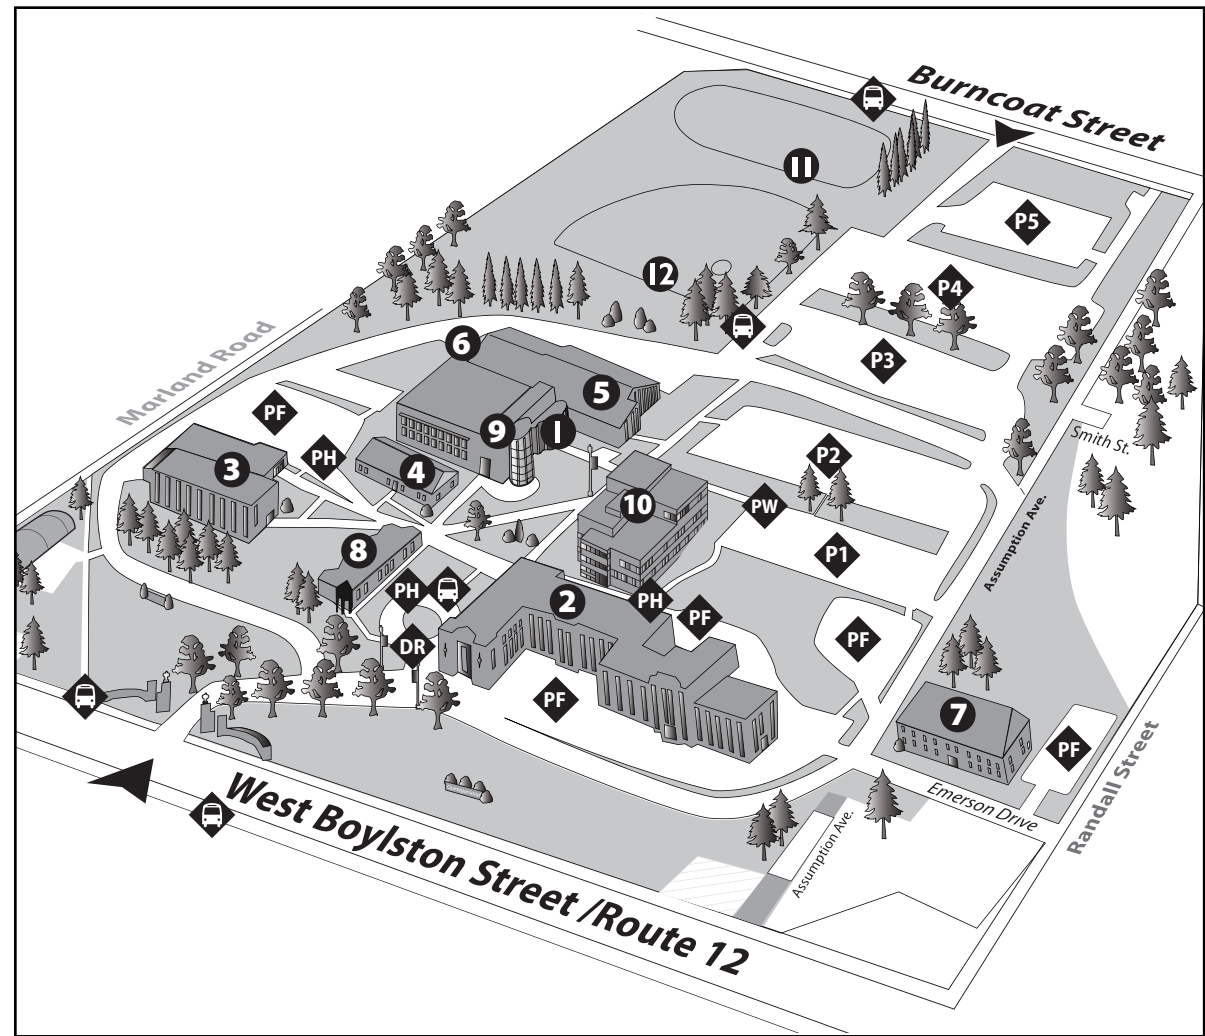 Burncoat Street
11
P5
12
P4
Marland Road
6
P3
5
PF
9
1
Smith St.
3
PH
4
P2
10
PW
Assumption Ave.
8
P1
PH
2
PH
PF
DR
PF
PF
7
PF
Emerson Drive
Randall Street
Assumption Ave.
West Boylston Street /Route 12